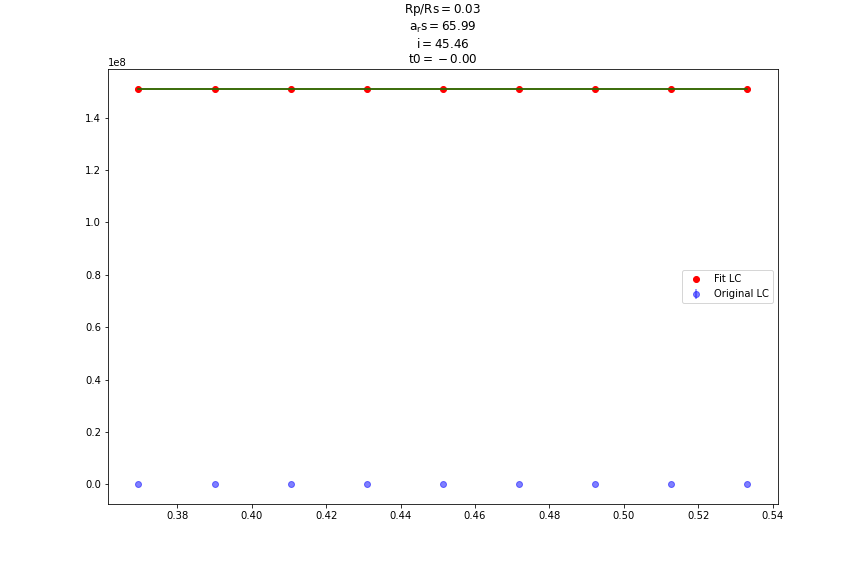 Rp/Rs = 0.03
aᵣs = 65.99
i = 45.46
t0 = −0.00
1e8
1.4
1.2
1.0
0.8
0.6
0.4
0.2
0.0
Fit LC
Original LC
0.38 0.40 0.42 0.44 0.46 0.48 0.50 0.52 0.54